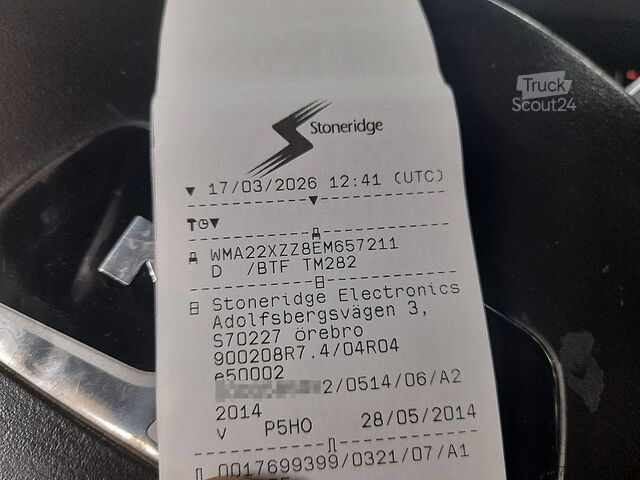 Truck
Scout24
Stoneridge
▼ 17/03/2026 12:41 (UTC)
WMA22XZZ8EM657211
D /BTF TM282
Stoneridge Electronics
Adolfsbergsvägen 3,
S70227 örebro
900208R7.4/04R04
e50002
2/0514/06/A2
2014
v P5HO 28/05/2014
0017699399/0321/07/A1